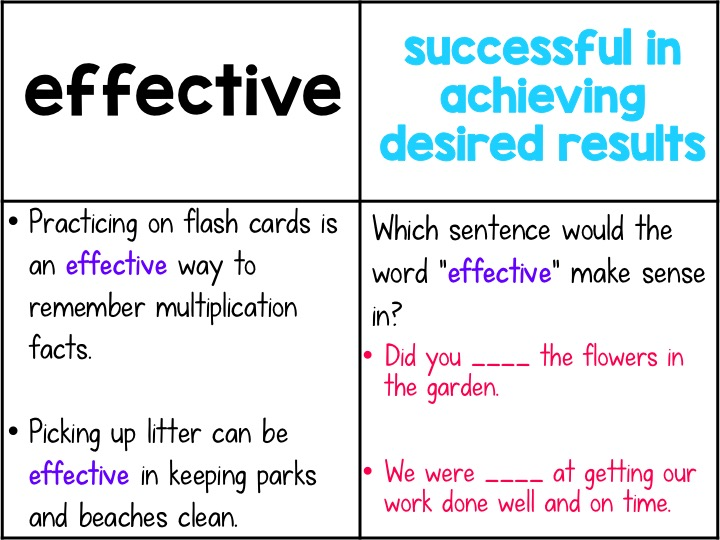 effective
successful in
achieving
desired results
• Practicing on flash cards is
an effective way to
remember multiplication
facts.
• Picking up litter can be
effective in keeping parks
and beaches clean.
Which sentence would the
word "effective" make sense
in?
• Did you ____ the flowers in
the garden.
• We were ____ at getting our
work done well and on time.